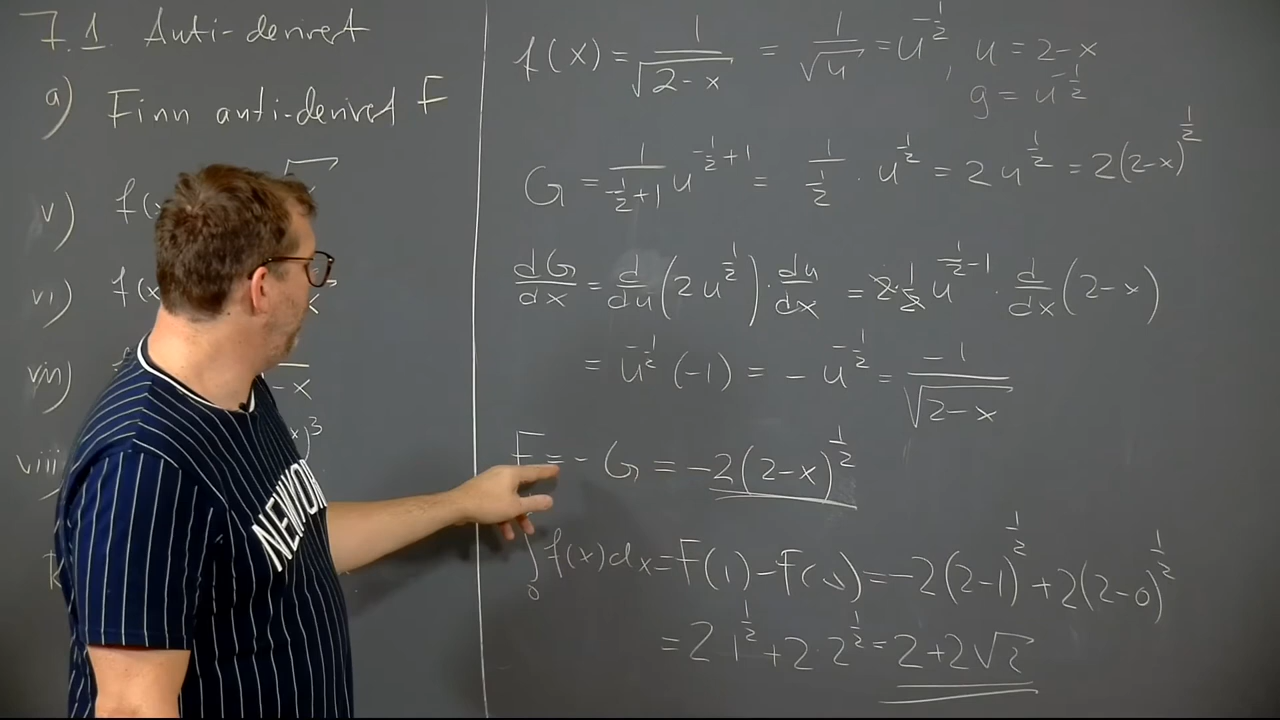 7.1. Anti-derivert
a) Finn anti-derivert F
v) f(
vi) f(x
vii) -x
viii x)³
f(x) = 1/√(2-x) = 1/√u = u^(-1/2), u = 2-x
g = u^(-1/2)
G = 1/(-1/2+1) u^(-1/2+1) = 1/(1/2) · u^(1/2) = 2u^(1/2) = 2(2-x)^(1/2)
dG/dx = d/du (2u^(1/2)) · du/dx = 2·1/2 u^(1/2-1) · d/dx (2-x)
= u^(-1/2) (-1) = -u^(-1/2) = -1/√(2-x)
F = -G = -2(2-x)^(1/2)
∫₀ f(x)dx = F(1) - F(0) = -2(2-1)^(1/2) + 2(2-0)^(1/2)
= 2 1^(1/2) + 2·2^(1/2) = 2+2√2
NEWYO